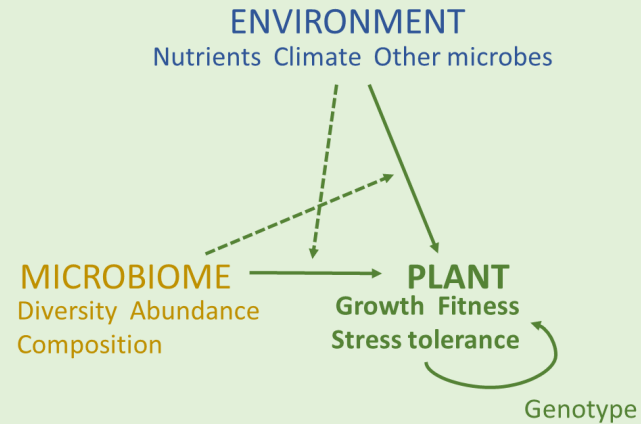 ENVIRONMENT
Nutrients Climate Other microbes
MICROBIOME
Diversity Abundance
Composition
PLANT
Growth Fitness
Stress tolerance
Genotype